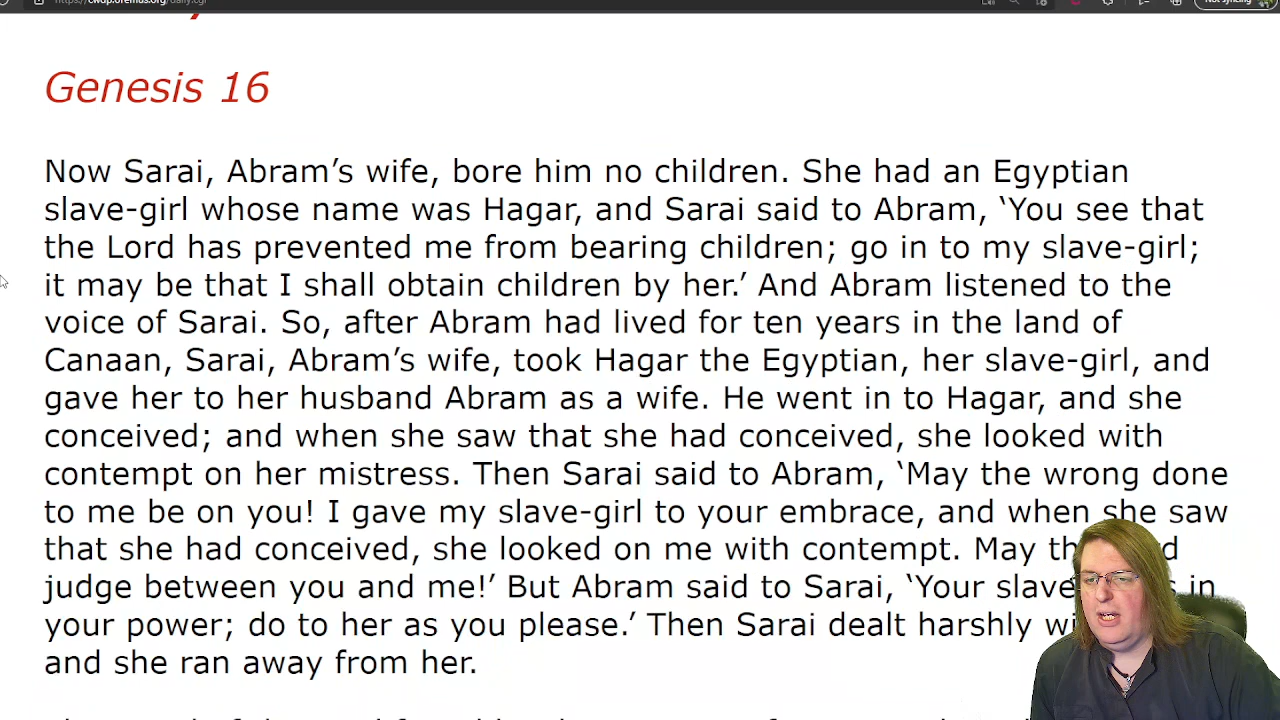 https://cwdp.oremus.org/daily.cgi
Not syncing
Genesis 16
Now Sarai, Abram’s wife, bore him no children. She had an Egyptian
slave-girl whose name was Hagar, and Sarai said to Abram, ‘You see that
the Lord has prevented me from bearing children; go in to my slave-girl;
it may be that I shall obtain children by her.’ And Abram listened to the
voice of Sarai. So, after Abram had lived for ten years in the land of
Canaan, Sarai, Abram’s wife, took Hagar the Egyptian, her slave-girl, and
gave her to her husband Abram as a wife. He went in to Hagar, and she
conceived; and when she saw that she had conceived, she looked with
contempt on her mistress. Then Sarai said to Abram, ‘May the wrong done
to me be on you! I gave my slave-girl to your embrace, and when she saw
that she had conceived, she looked on me with contempt. May
judge between you and me!’ But Abram said to Sarai, ‘Your in
your power; do to her as you please.’ Then Sarai dealt harshly
and she ran away from her.